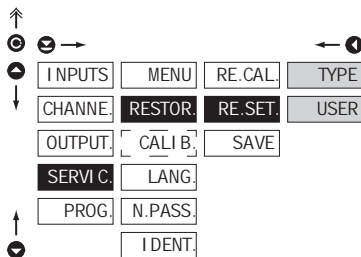 INPUTS MENU RE.CAL. TYPE
CHANNE. RESTOR. RE.SET. USER
OUTPUT. CALIB. SAVE
SERVIC. LANG.
PROG. N.PASS.
IDENT.